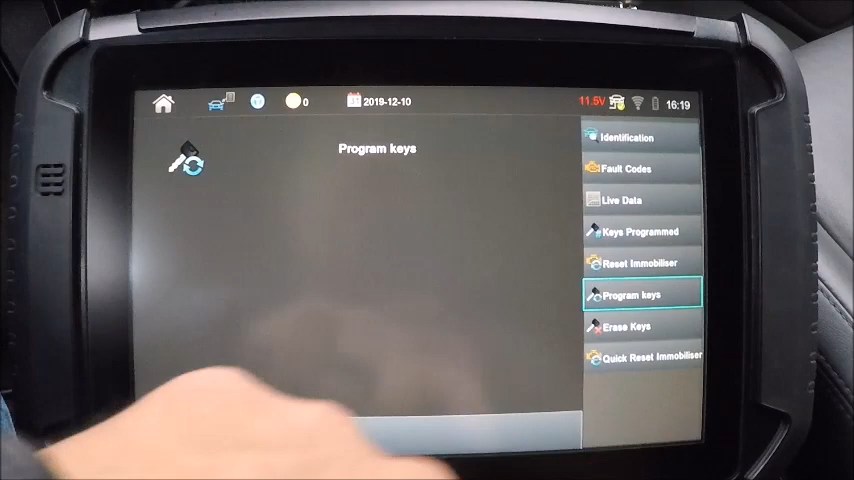 0
31
2019-12-10
11.5V
16:19
Program keys
Identification
Fault Codes
Live Data
Keys Programmed
Reset Immobiliser
Program keys
Erase Keys
Quick Reset Immobiliser